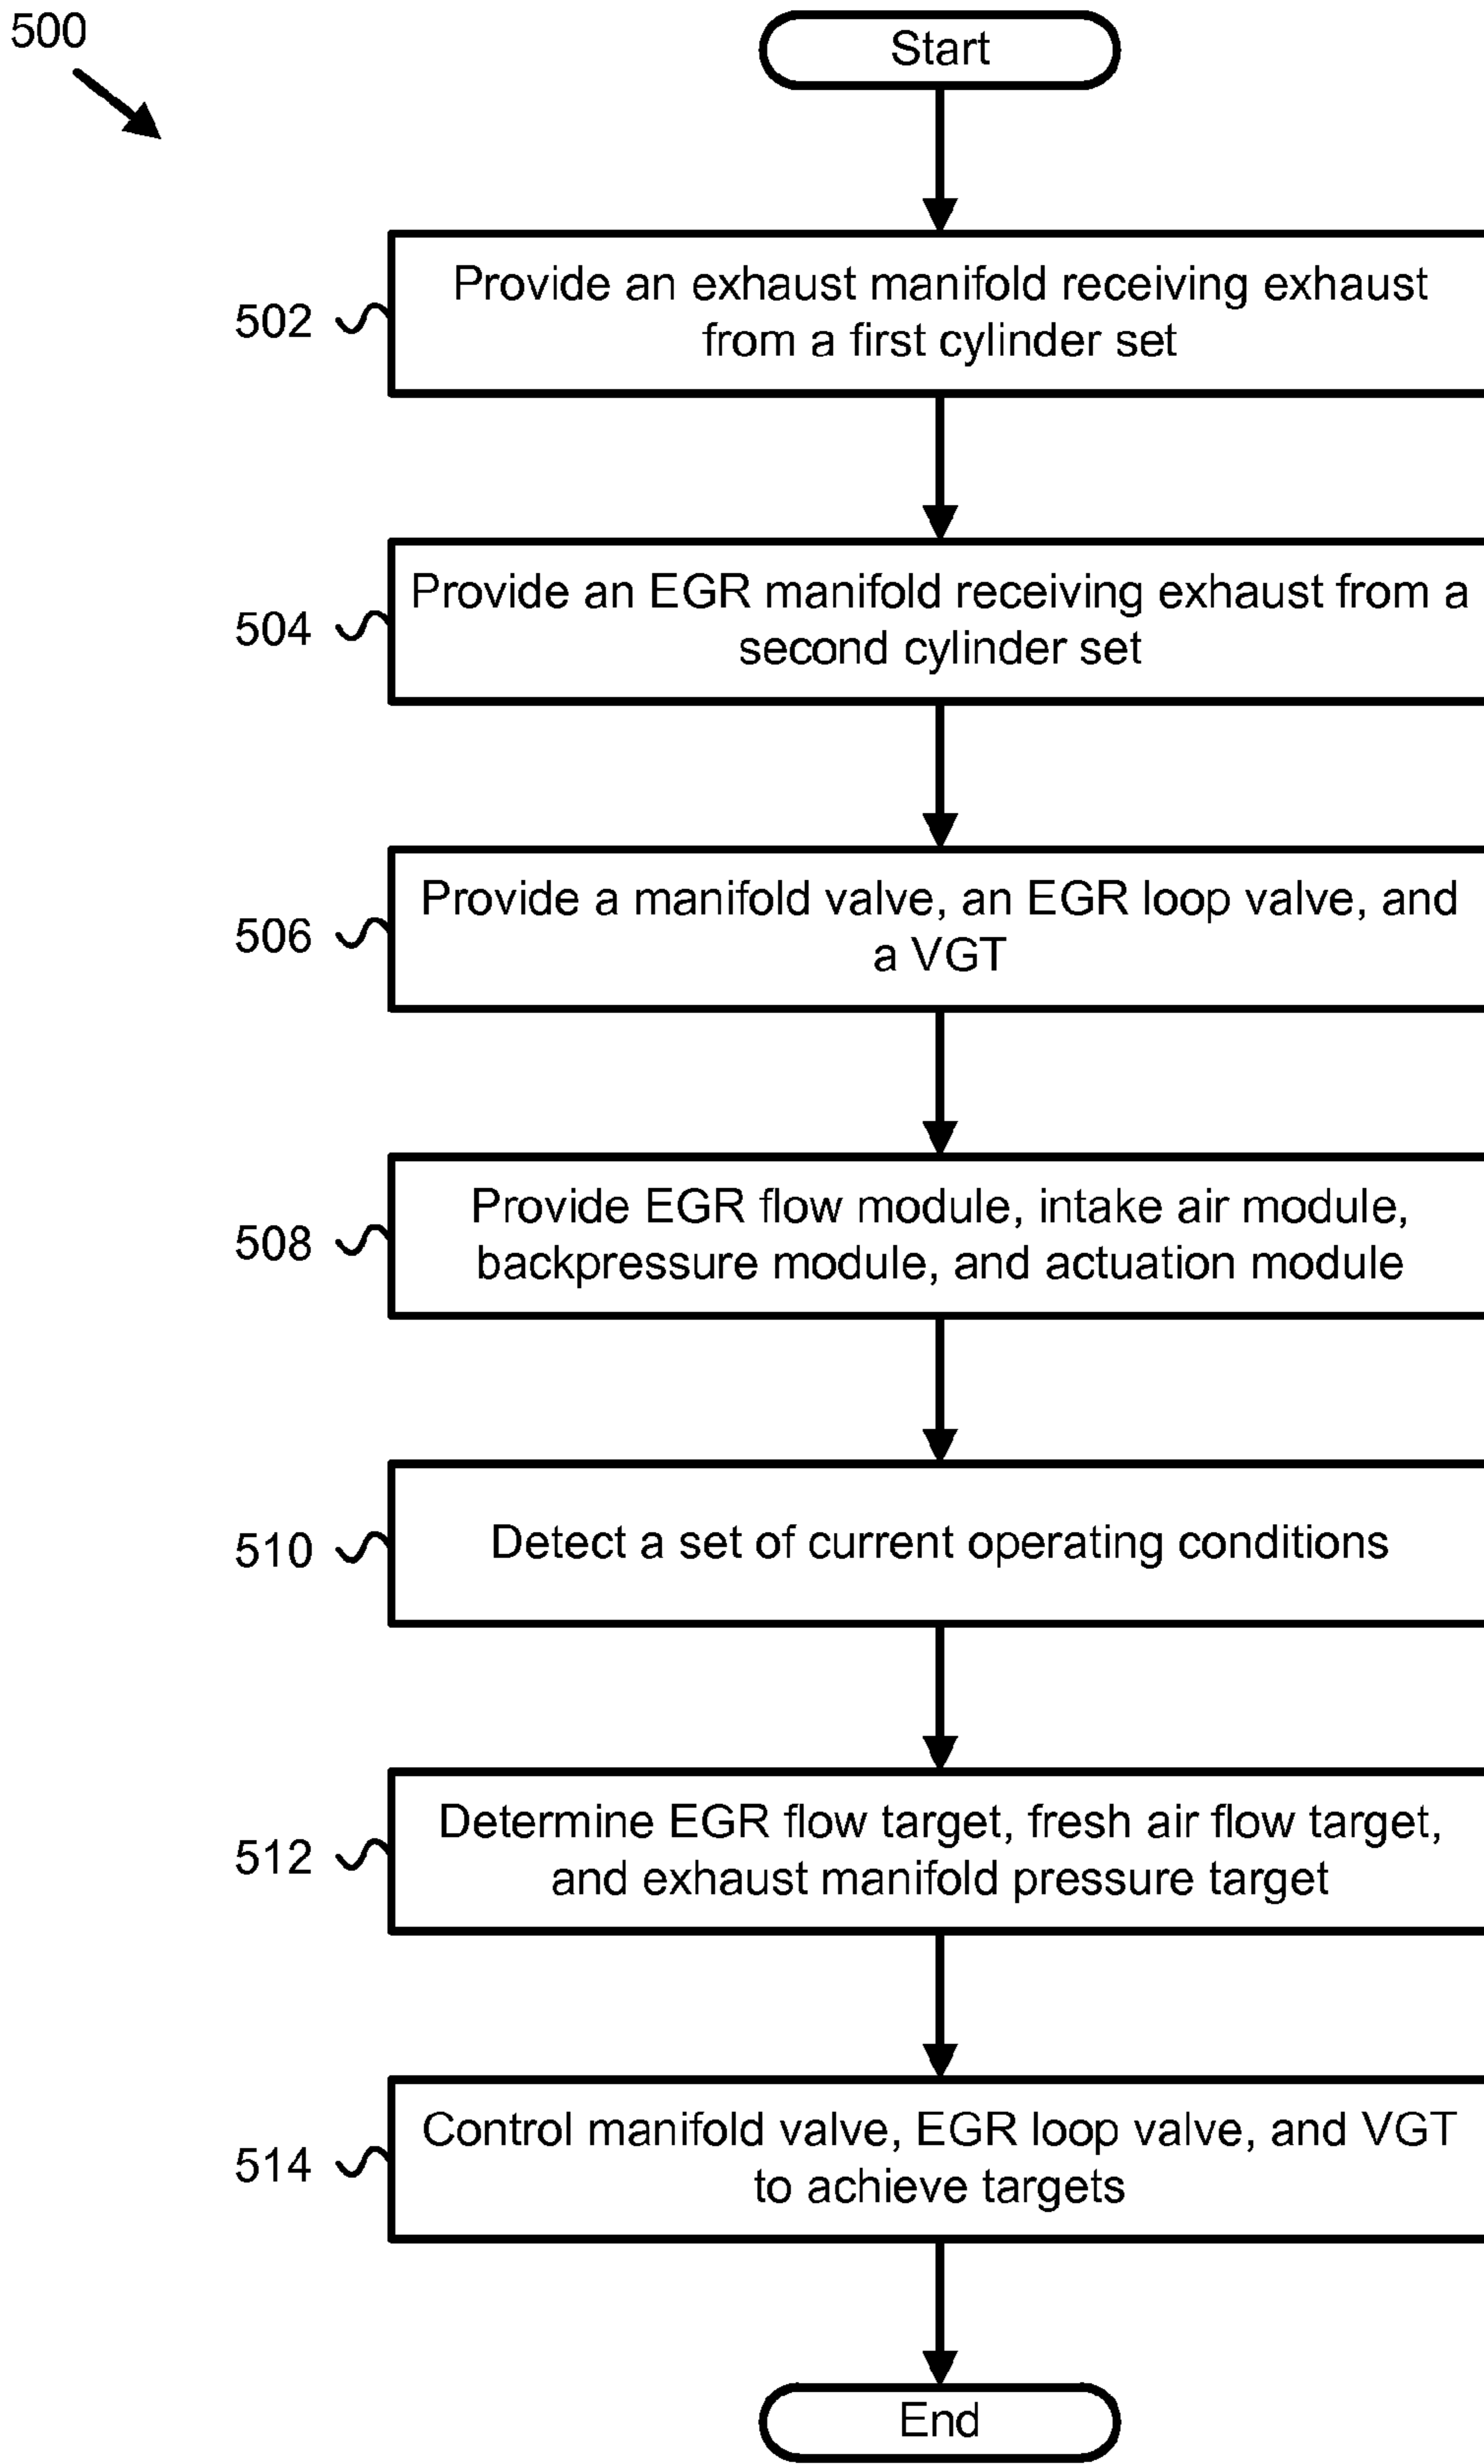 500
Start
502
Provide an exhaust manifold receiving exhaust
from a first cylinder set
504
Provide an EGR manifold receiving exhaust from a
second cylinder set
506
Provide a manifold valve, an EGR loop valve, and
a VGT
508
Provide EGR flow module, intake air module,
backpressure module, and actuation module
510
Detect a set of current operating conditions
512
Determine EGR flow target, fresh air flow target,
and exhaust manifold pressure target
514
Control manifold valve, EGR loop valve, and VGT
to achieve targets
End